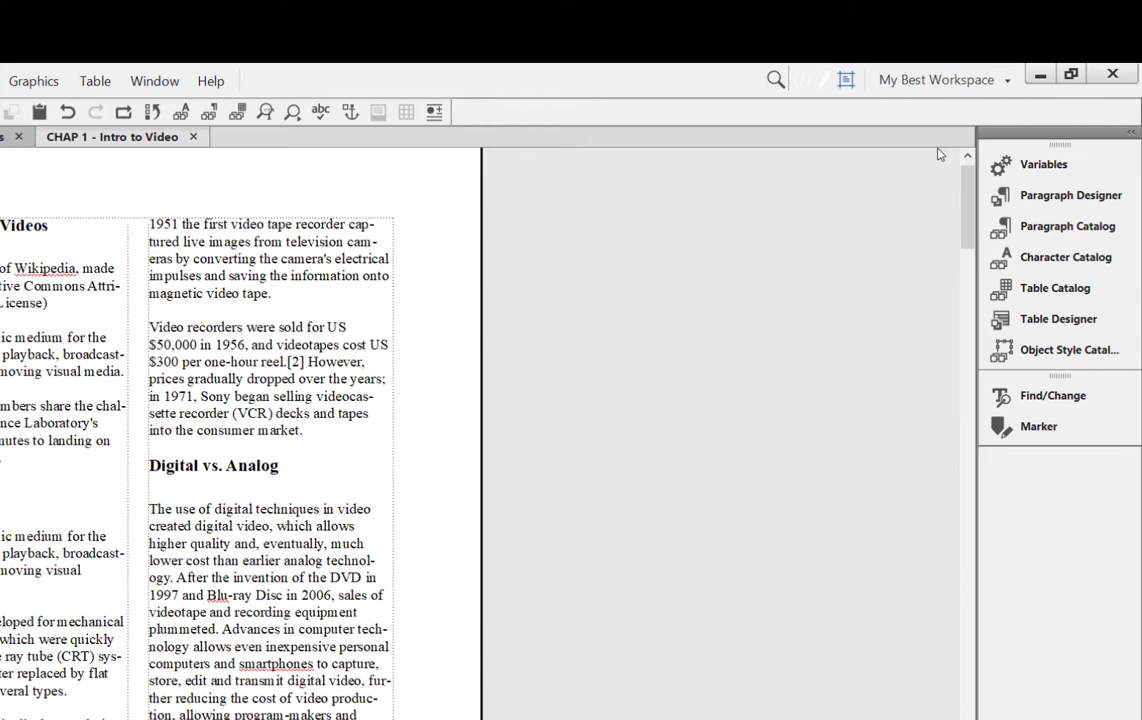 Graphics Table Window Help My Best Workspace
s CHAP 1 - Intro to Video
Variables
Paragraph Designer
Paragraph Catalog
Character Catalog
Table Catalog
Table Designer
Object Style Catal...
Find/Change
Marker
Videos
of Wikipedia, made
tive Commons Attri-
License)
ic medium for the
playback, broadcast-
moving visual media.
mbers share the chal-
nce Laboratory's
nutes to landing on
.
ic medium for the
playback, broadcast-
moving visual
eloped for mechanical
which were quickly
e ray tube (CRT) sys-
ter replaced by flat
everal types.
1951 the first video tape recorder cap-
tured live images from television cam-
eras by converting the camera's electrical
impulses and saving the information onto
magnetic video tape.
Video recorders were sold for US
$50,000 in 1956, and videotapes cost US
$300 per one-hour reel.[2] However,
prices gradually dropped over the years;
in 1971, Sony began selling videocas-
sette recorder (VCR) decks and tapes
into the consumer market.
Digital vs. Analog
The use of digital techniques in video
created digital video, which allows
higher quality and, eventually, much
lower cost than earlier analog technol-
ogy. After the invention of the DVD in
1997 and Blu-ray Disc in 2006, sales of
videotape and recording equipment
plummeted. Advances in computer tech-
nology allows even inexpensive personal
computers and smartphones to capture,
store, edit and transmit digital video, fur-
ther reducing the cost of video produc-
tion, allowing program-makers and